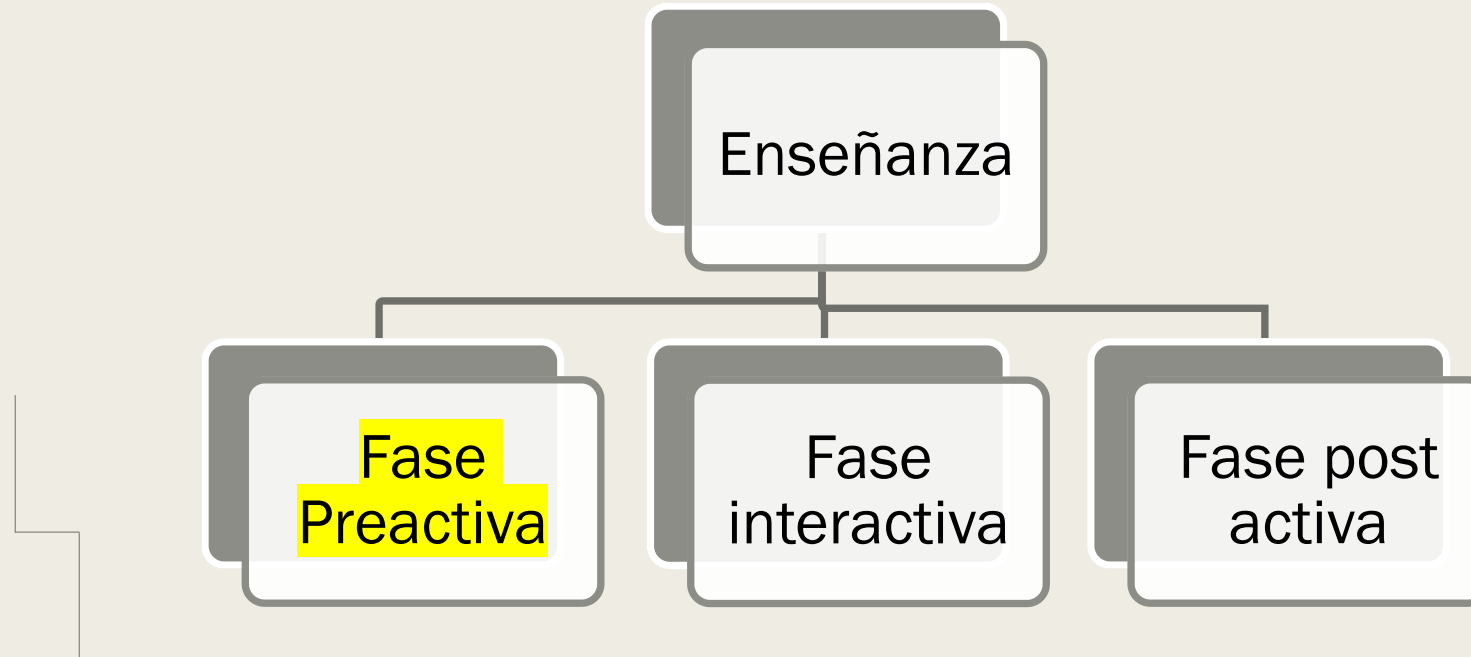 Enseñanza
Fase
Preactiva
Fase
interactiva
Fase post
activa